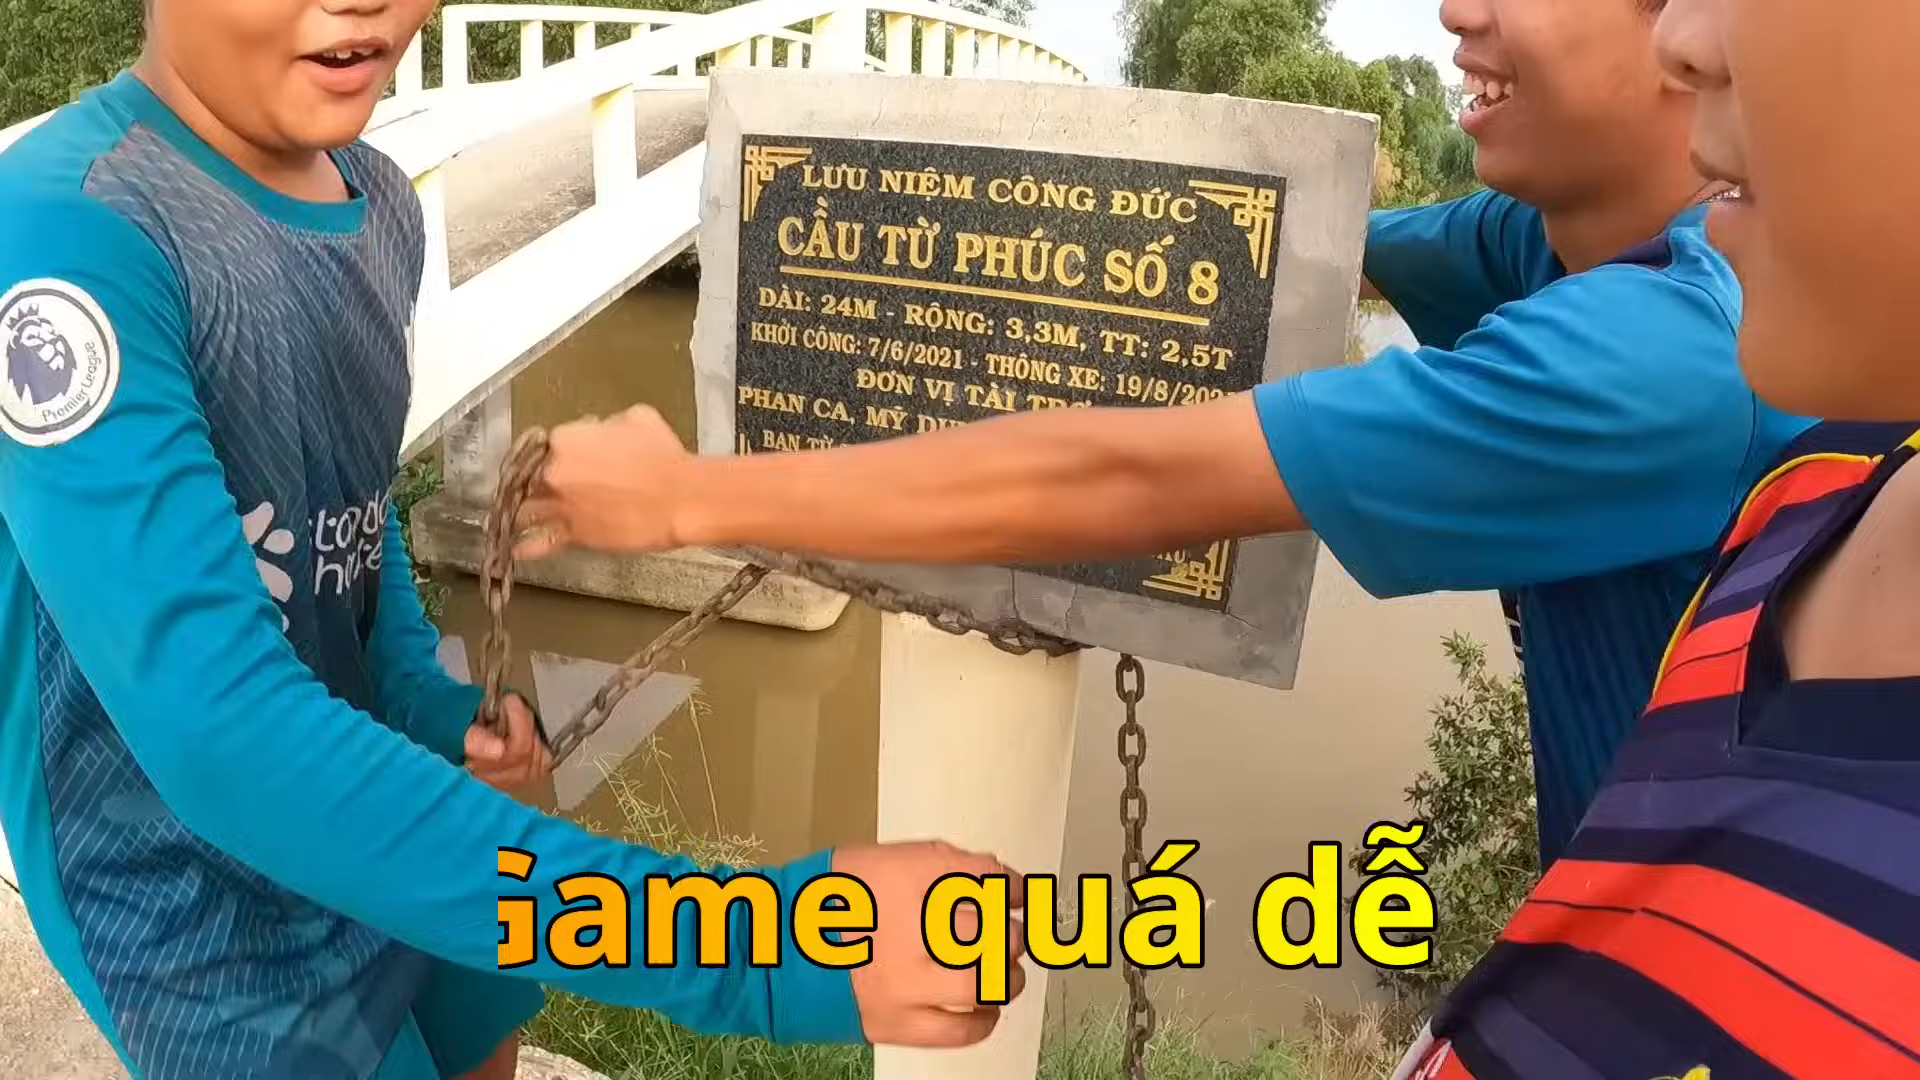 LƯU NIỆM CÔNG ĐỨC
CẦU TỪ PHÚC SỐ 8
DÀI: 24M - RỘNG: 3,3M, TT: 2,5T
KHỞI CÔNG: 7/6/2021 - THÔNG XE: 19/8/202
ĐƠN VỊ TÀI TRỢ
PHAN CA, MỸ
BAN TỪ
Premier League
Game quá dễ